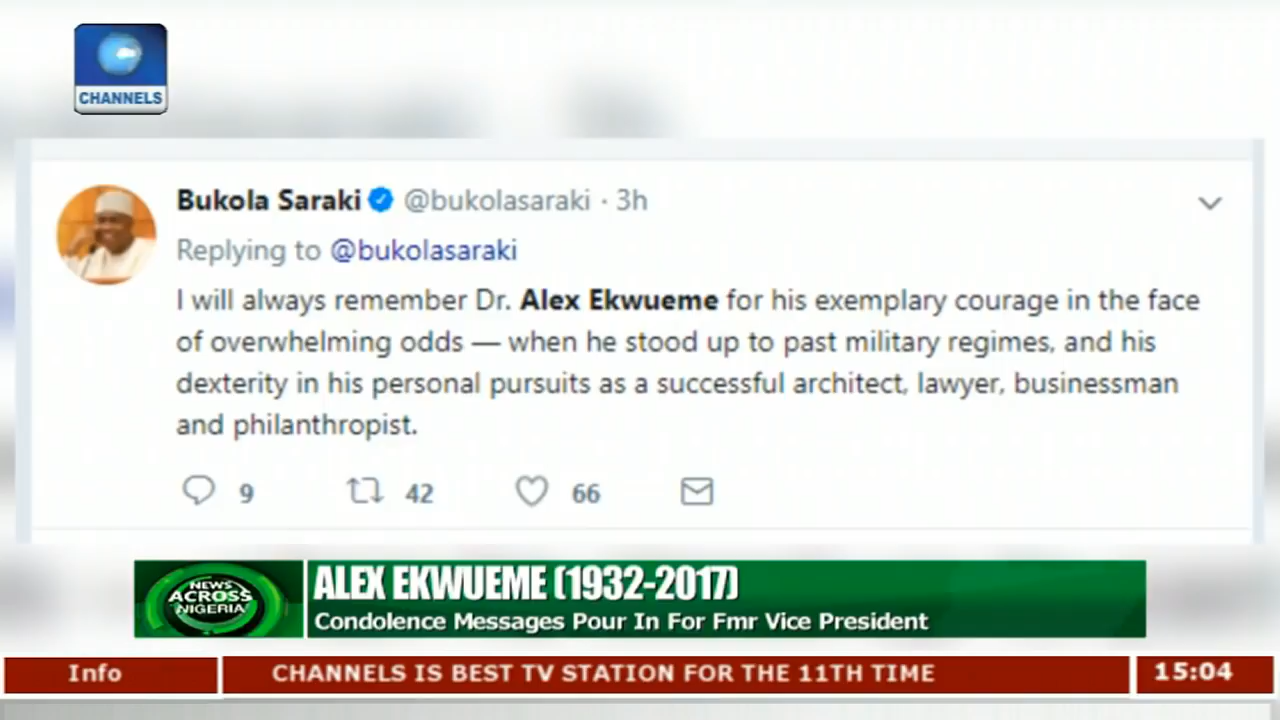 CHANNELS
Bukola Saraki @bukolasaraki · 3h
Replying to @bukolasaraki
I will always remember Dr. Alex Ekwueme for his exemplary courage in the face
of overwhelming odds — when he stood up to past military regimes, and his
dexterity in his personal pursuits as a successful architect, lawyer, businessman
and philanthropist.
9 42 66
NEWS
ACROSS
NIGERIA
ALEX EKWUEME (1932-2017)
Condolence Messages Pour In For Fmr Vice President
Info CHANNELS IS BEST TV STATION FOR THE 11TH TIME 15:04